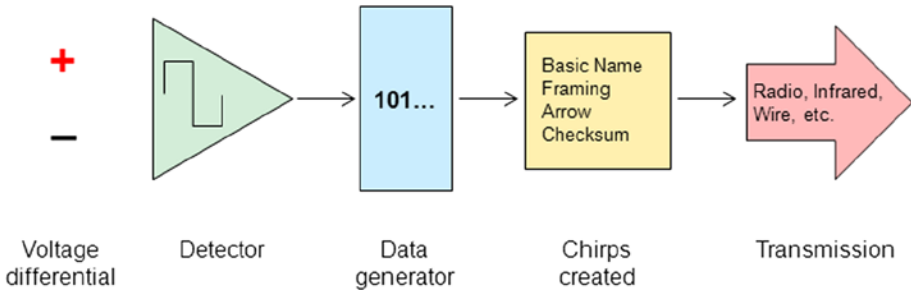 +
−
101...
Basic Name
Framing
Arrow
Checksum
Radio, Infrared,
Wire, etc.
Voltage
differential
Detector
Data
generator
Chirps
created
Transmission